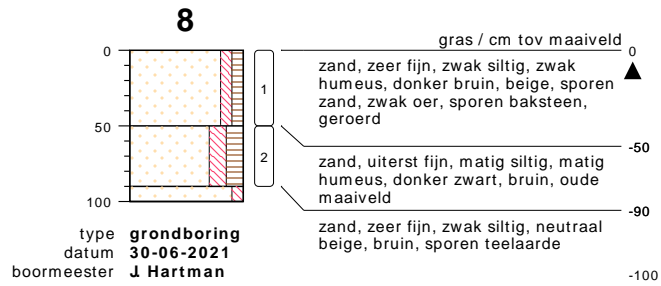 8
gras / cm tov maaiveld
0
0
zand, zeer fijn, zwak siltig, zwak
humeus, donker bruin, beige, sporen
zand, zwak oer, sporen baksteen,
geroerd
1
50
-50
zand, uiterst fijn, matig siltig, matig
humeus, donker zwart, bruin, oude
maaiveld
2
-90
zand, zeer fijn, zwak siltig, neutraal
beige, bruin, sporen teelaarde
100
-100
type grondboring
datum 30-06-2021
boormeester J. Hartman